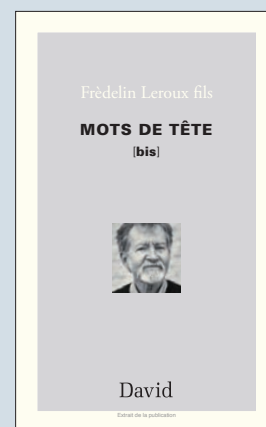 Frèdelin Leroux fils
MOTS DE TÊTE
[bis]
David
Extrait de la publication